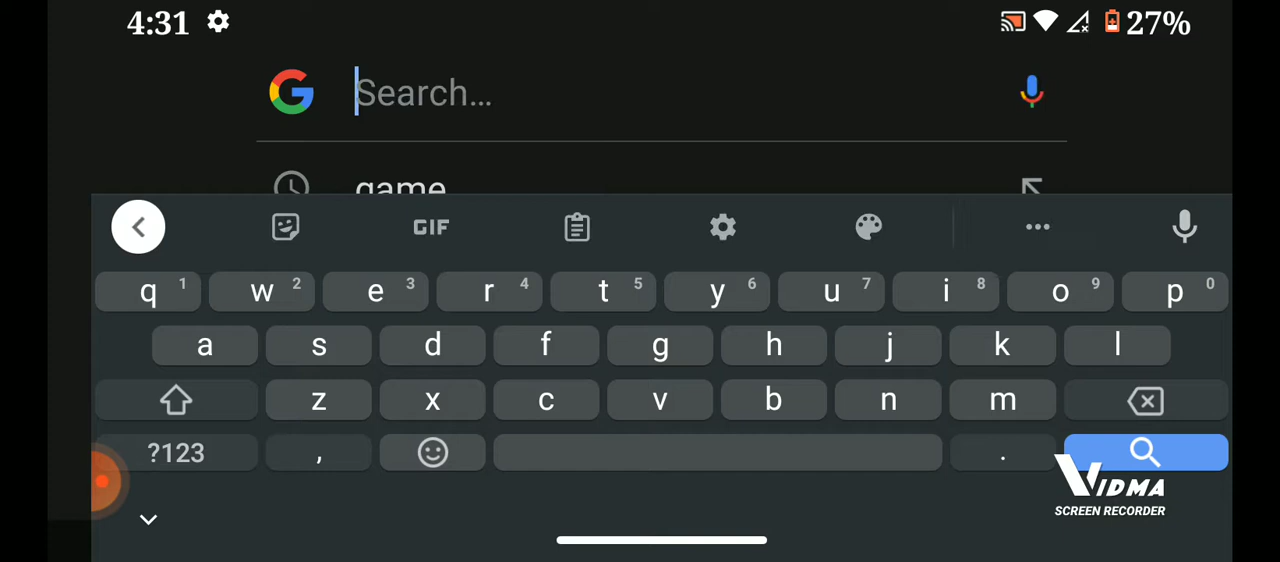 4:31 27%
Search...
game
GIF
q 1 w 2 e 3 r 4 t 5 y 6 u 7 i 8 o 9 p 0
a s d f g h j k l
z x c v b n m
?123 , .
VIDMA
SCREEN RECORDER